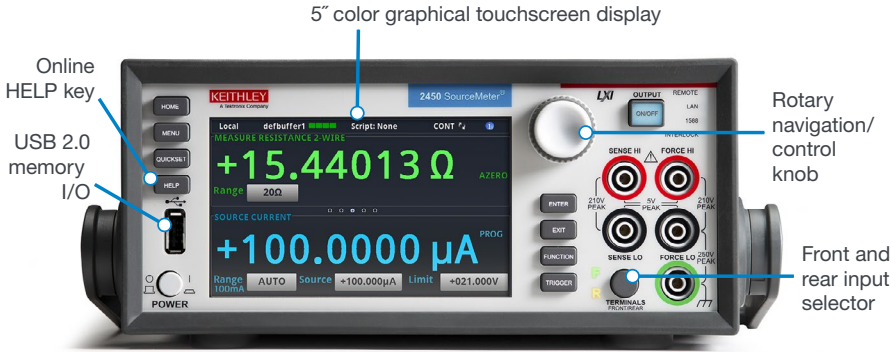 5″ color graphical touchscreen display
Online
HELP key
USB 2.0
memory
I/O
Rotary
navigation/
control
knob
Front and
rear input
selector
KEITHLEY
A Tektronix Company
2450 SourceMeter
LXI
OUTPUT
ON/OFF
REMOTE
LAN
1588
INTERLOCK
HOME
MENU
QUICKSET
HELP
POWER
Local defbuffer1 Script: None CONT
MEASURE RESISTANCE 2-WIRE
+15.44013 Ω
AZERO
Range 20Ω
SOURCE CURRENT
+100.0000 μA
PROG
Range AUTO Source +100.000μA Limit +021.000V
100mA
ENTER
EXIT
FUNCTION
TRIGGER
SENSE HI FORCE HI
210V
PEAK
5V
PEAK
210V
PEAK
SENSE LO FORCE LO
250V
PEAK
F
R
TERMINALS
FRONT/REAR